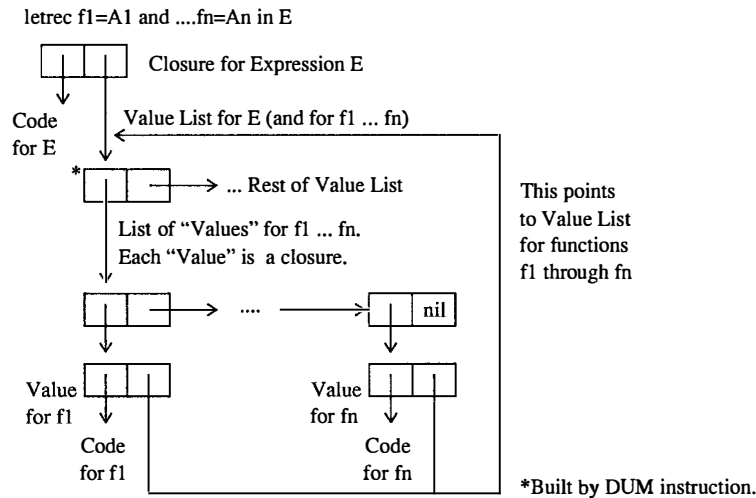 letrec f1=A1 and ....fn=An in E
Closure for Expression E
Code
for E
Value List for E (and for f1 ... fn)
*
... Rest of Value List
This points
to Value List
for functions
f1 through fn
List of “Values” for f1 ... fn.
Each “Value” is a closure.
....
nil
Value
for f1
Value
for fn
Code
for f1
Code
for fn
*Built by DUM instruction.